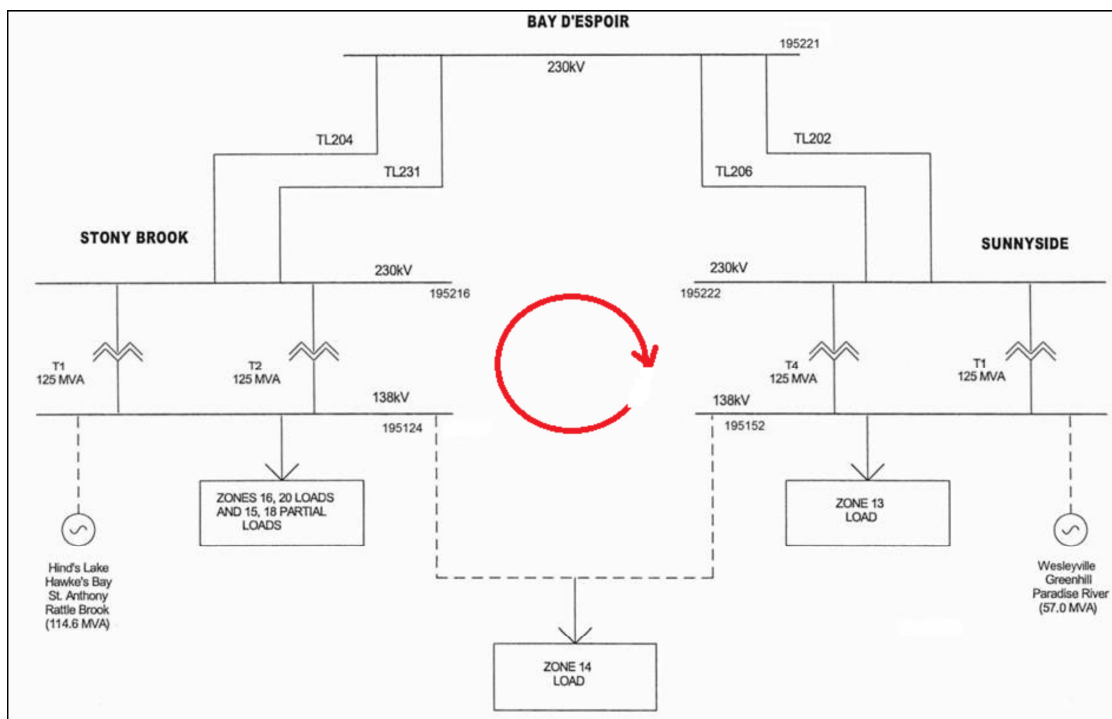 BAY D'ESPOIR
195221
230kV
TL204
TL202
TL231
TL206
STONY BROOK
SUNNYSIDE
230kV
230kV
195216
195222
T1
125 MVA
T2
125 MVA
T4
125 MVA
T1
125 MVA
138kV
138kV
195124
195152
ZONES 16, 20 LOADS
AND 15, 18 PARTIAL
LOADS
ZONE 13
LOAD
Hind's Lake
Hawke's Bay
St. Anthony
Rattle Brook
(114.6 MVA)
Wesleyville
Greenhill
Paradise River
(57.0 MVA)
ZONE 14
LOAD